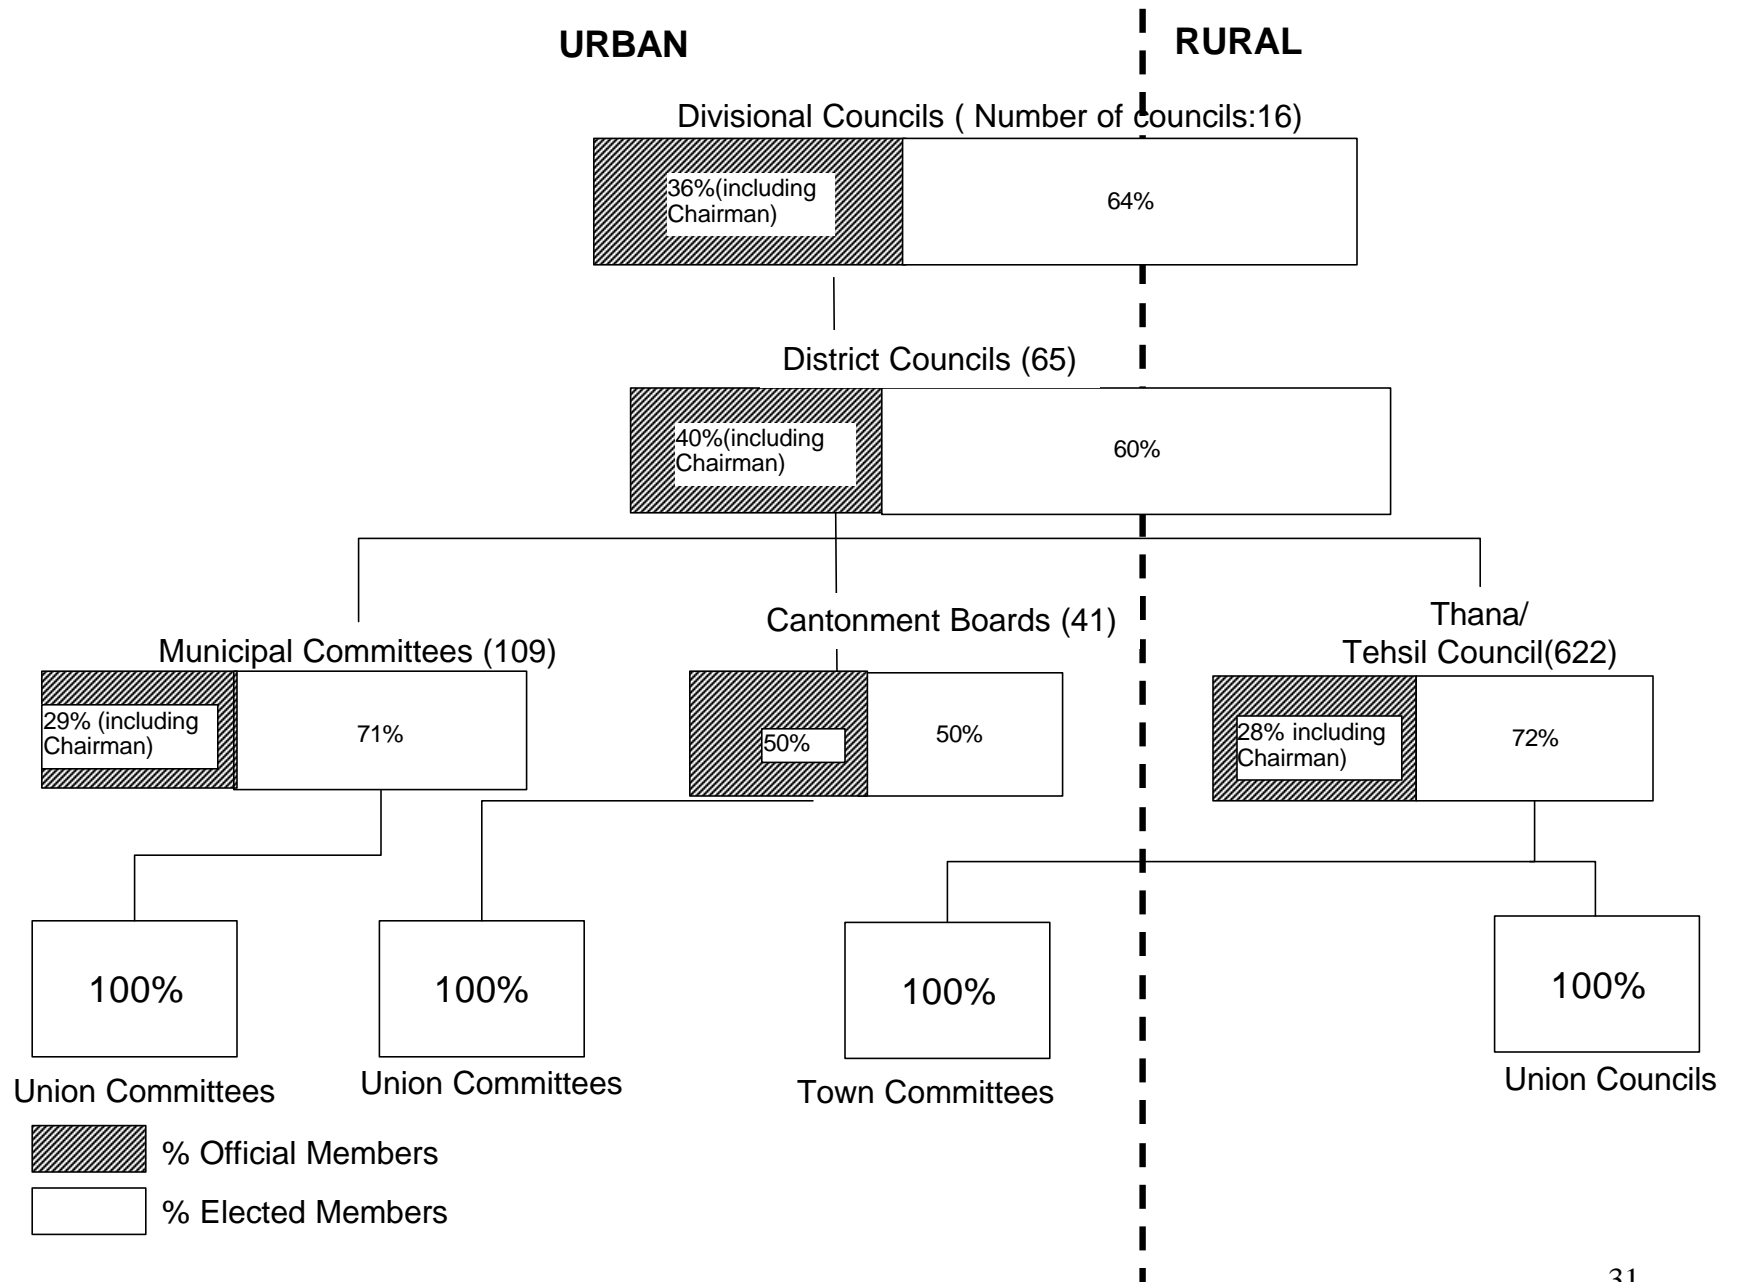 URBAN
RURAL
Divisional Councils ( Number of councils:16)
36%(including
Chairman)
64%
District Councils (65)
40%(including
Chairman)
60%
Municipal Committees (109)
29% (including
Chairman)
71%
Cantonment Boards (41)
50%
50%
Thana/
Tehsil Council(622)
28% including
Chairman)
72%
100%
Union Committees
100%
Union Committees
100%
Town Committees
100%
Union Councils
% Official Members
% Elected Members
31